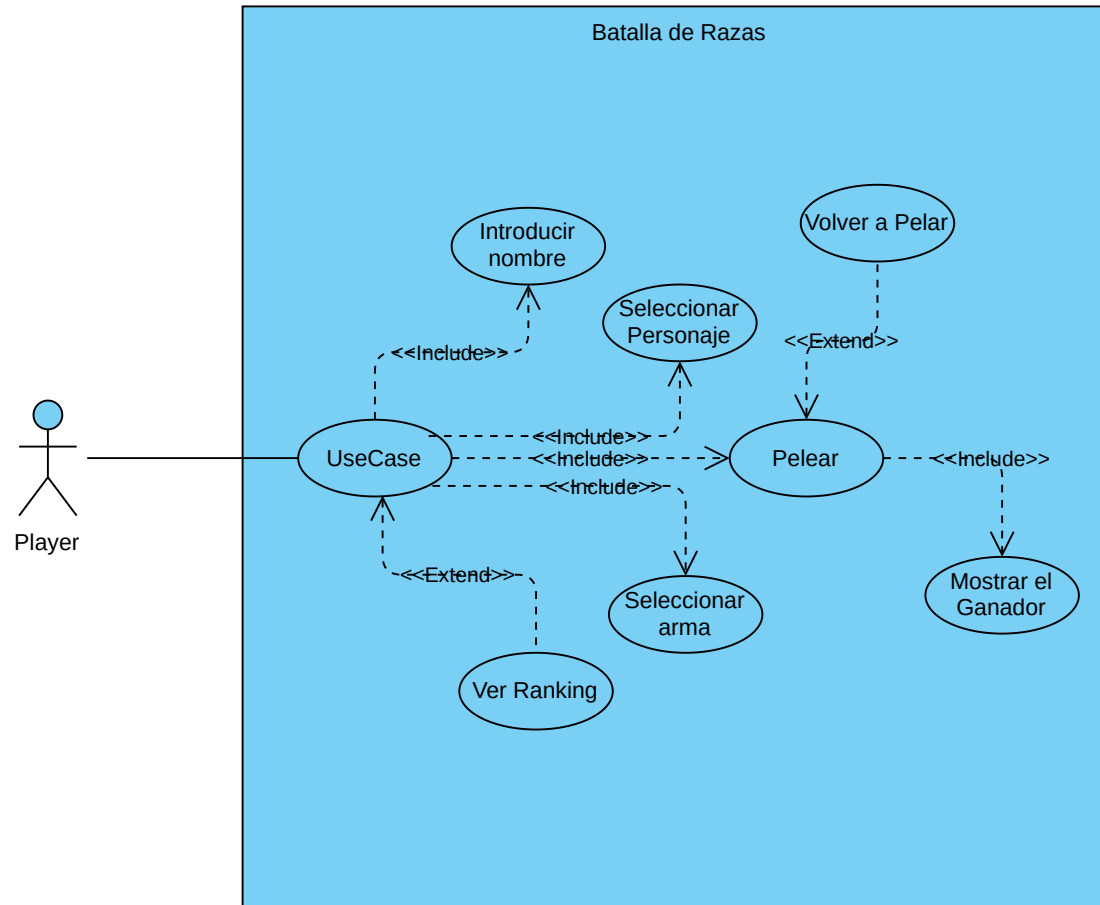 Batalla de Razas
Volver a Pelar
Introducir
nombre
Seleccionar
Personaje
<<Extend>>
<<Include>>
<<Include>>
UseCase
<<Include>>
Pelear
<<Include>>
<<Include>>
Player
<<Extend>>
Seleccionar
arma
Mostrar el
Ganador
Ver Ranking